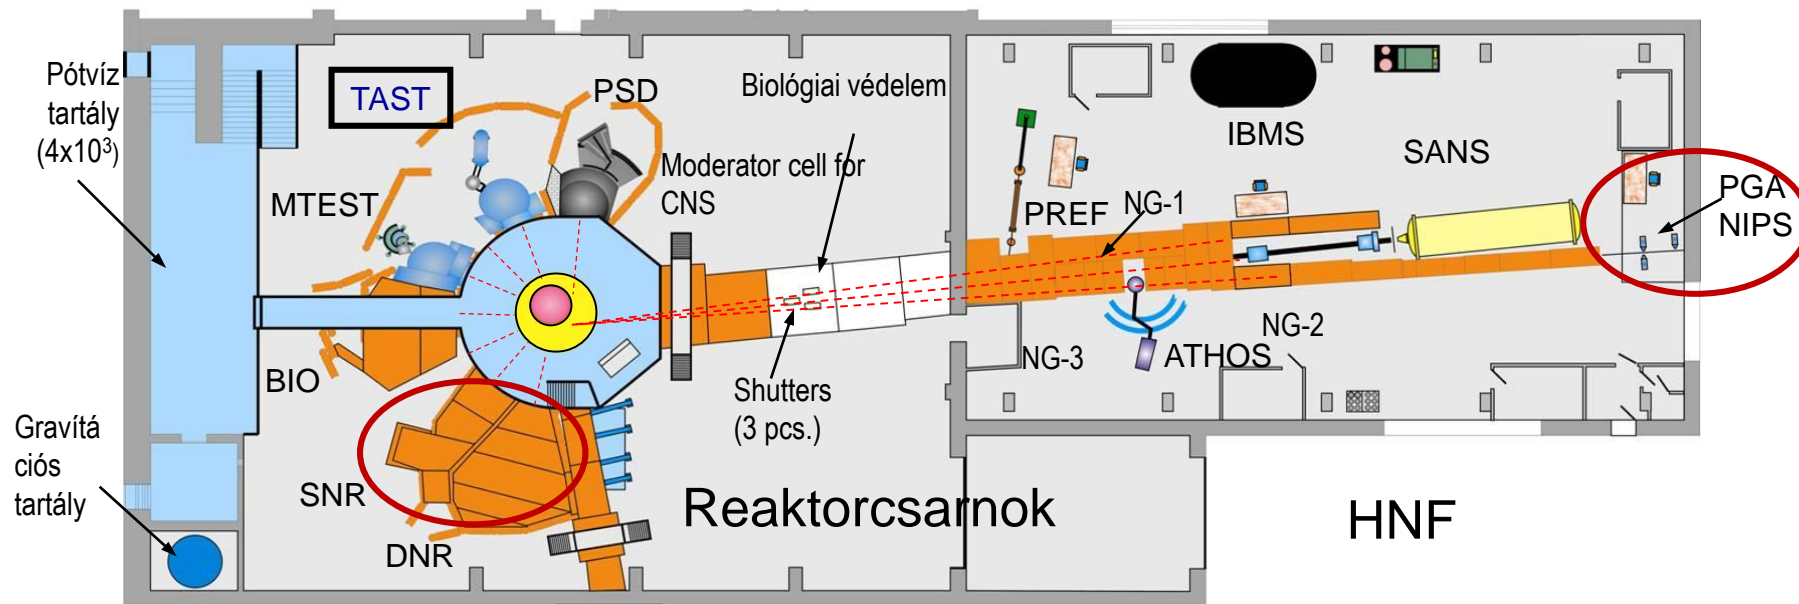 Pótvíz
tartály
(4x10³)
TAST
PSD
Biológiai védelem
Moderator cell for
CNS
MTEST
BIO
SNR
DNR
Gravitá
ciós
tartály
Shutters
(3 pcs.)
Reaktorcsarnok
IBMS
SANS
PREF
NG-1
PGA
NIPS
NG-2
NG-3
ATHOS
HNF